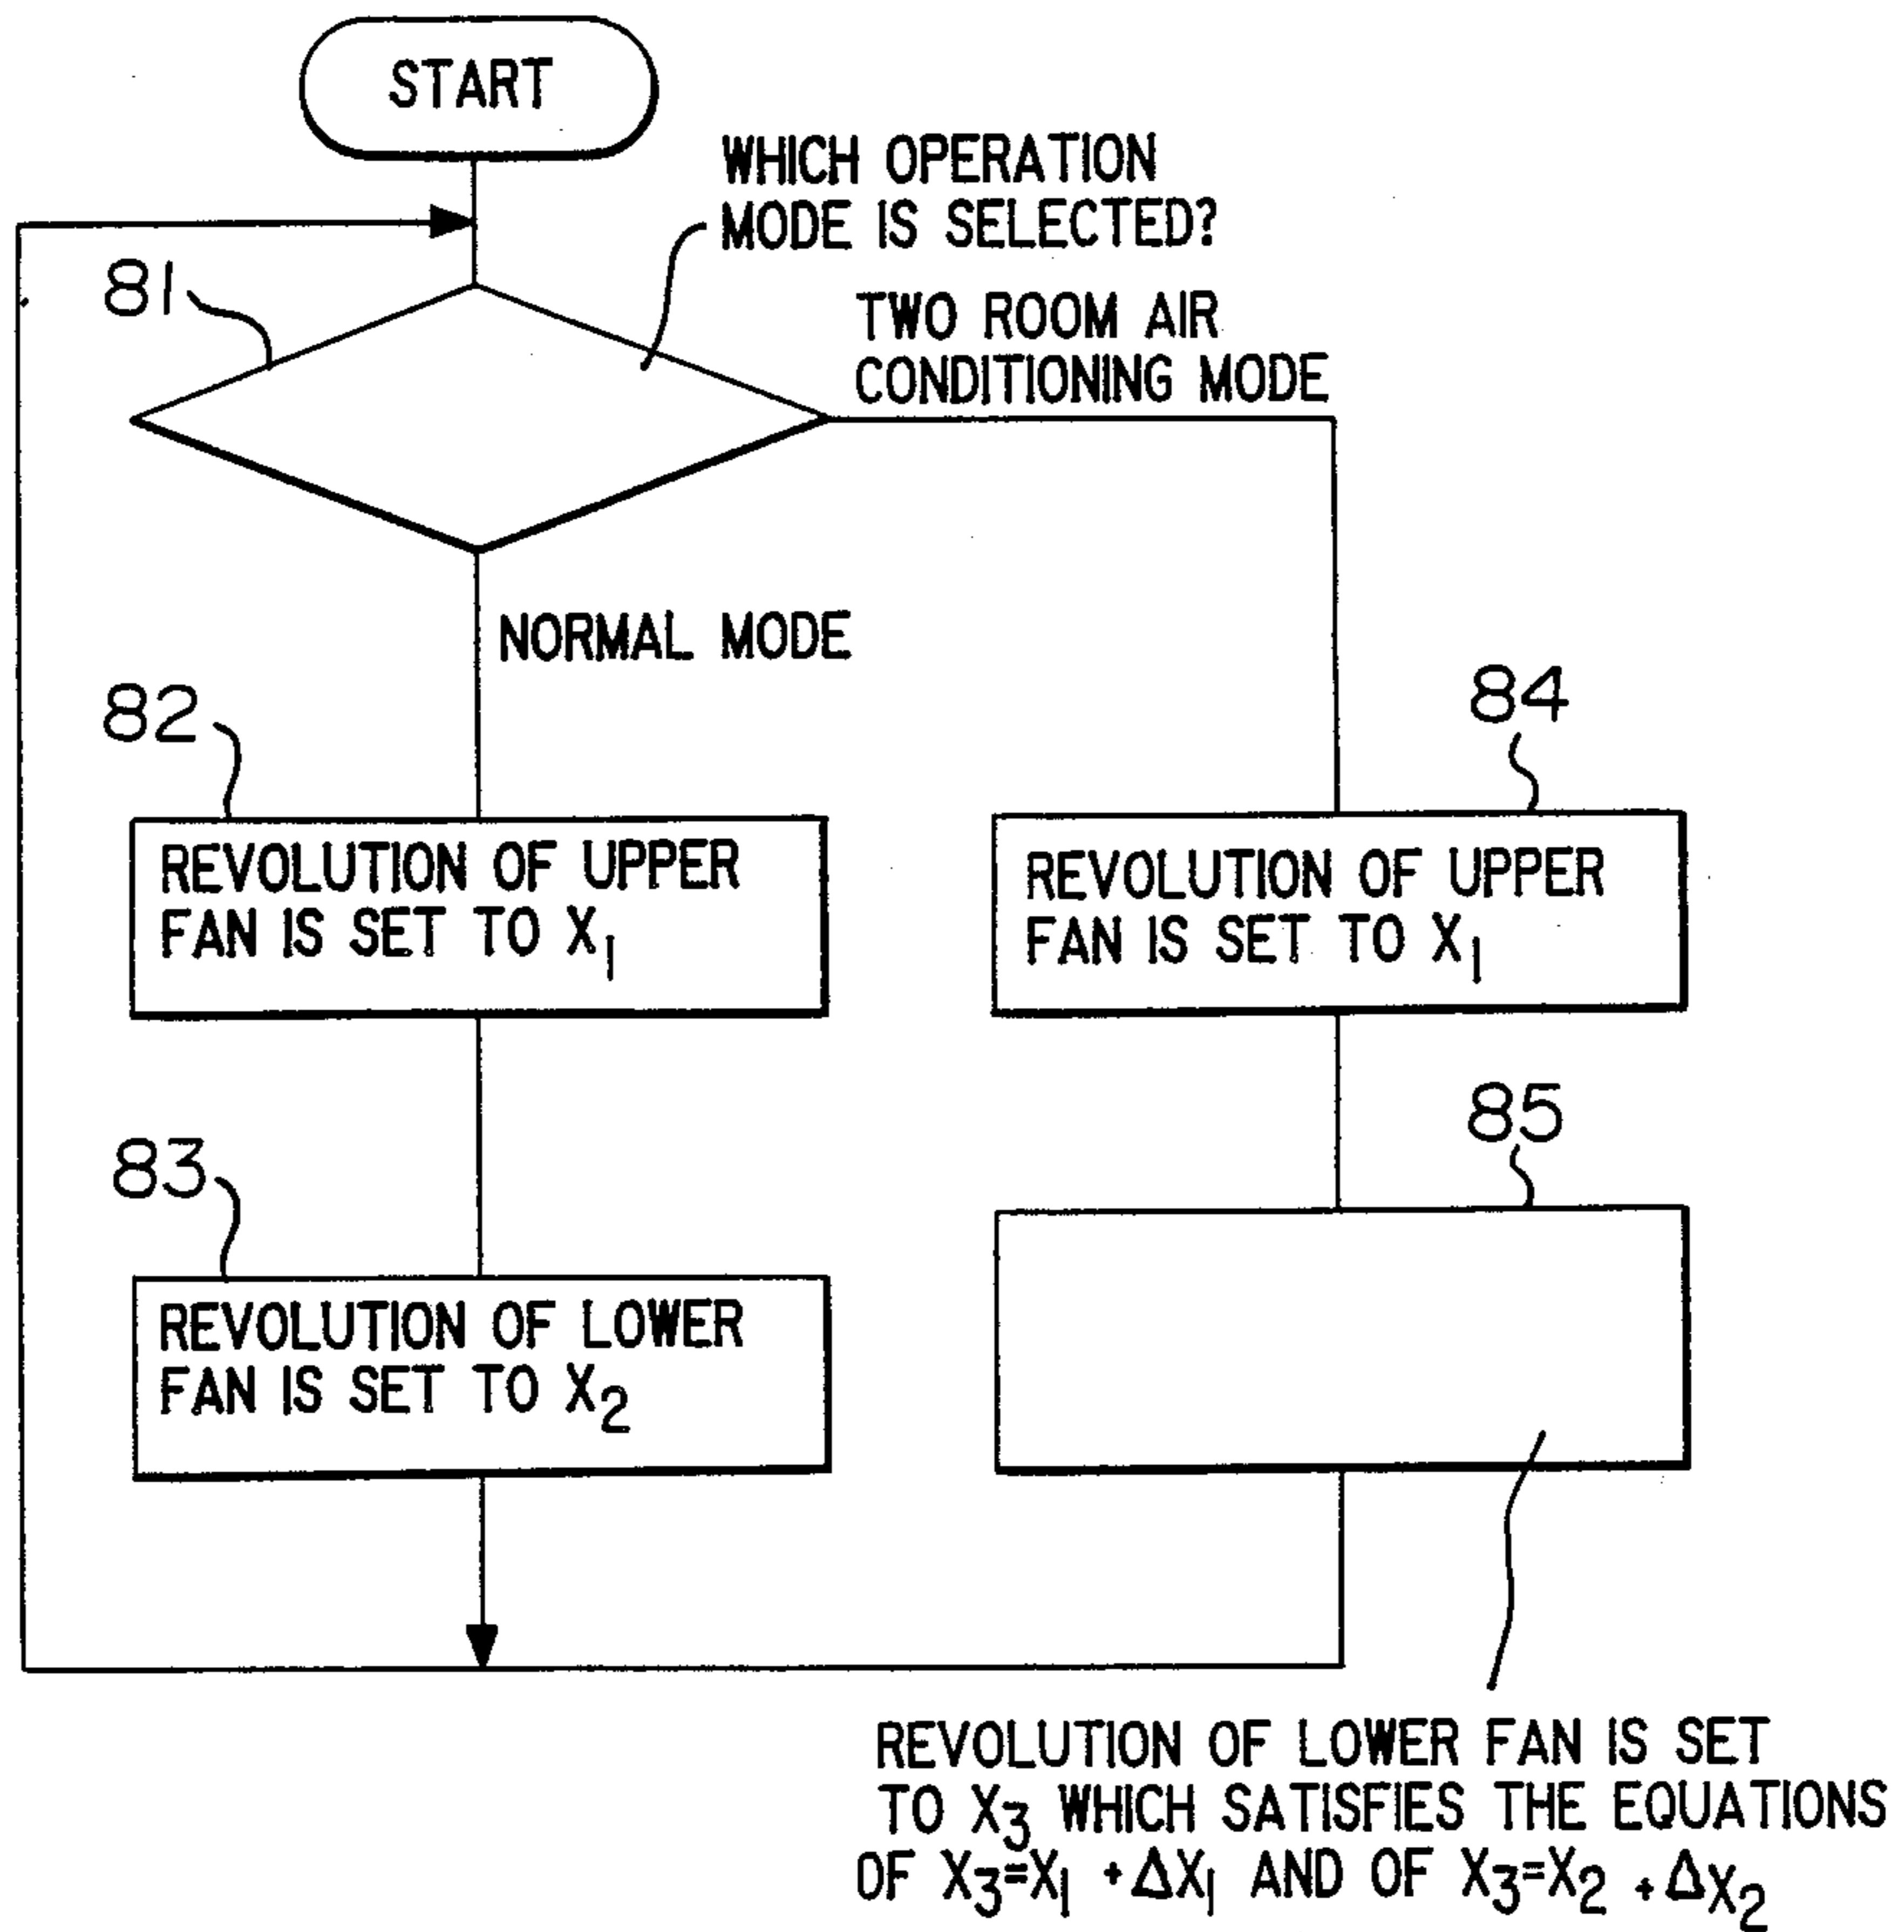 START
WHICH OPERATION
MODE IS SELECTED?
81
TWO ROOM AIR
CONDITIONING MODE
NORMAL MODE
82
REVOLUTION OF UPPER
FAN IS SET TO X₁
84
REVOLUTION OF UPPER
FAN IS SET TO X₁
83
REVOLUTION OF LOWER
FAN IS SET TO X₂
85
REVOLUTION OF LOWER FAN IS SET
TO X₃ WHICH SATISFIES THE EQUATIONS
OF X₃=X₁ +ΔX₁ AND OF X₃=X₂ +ΔX₂